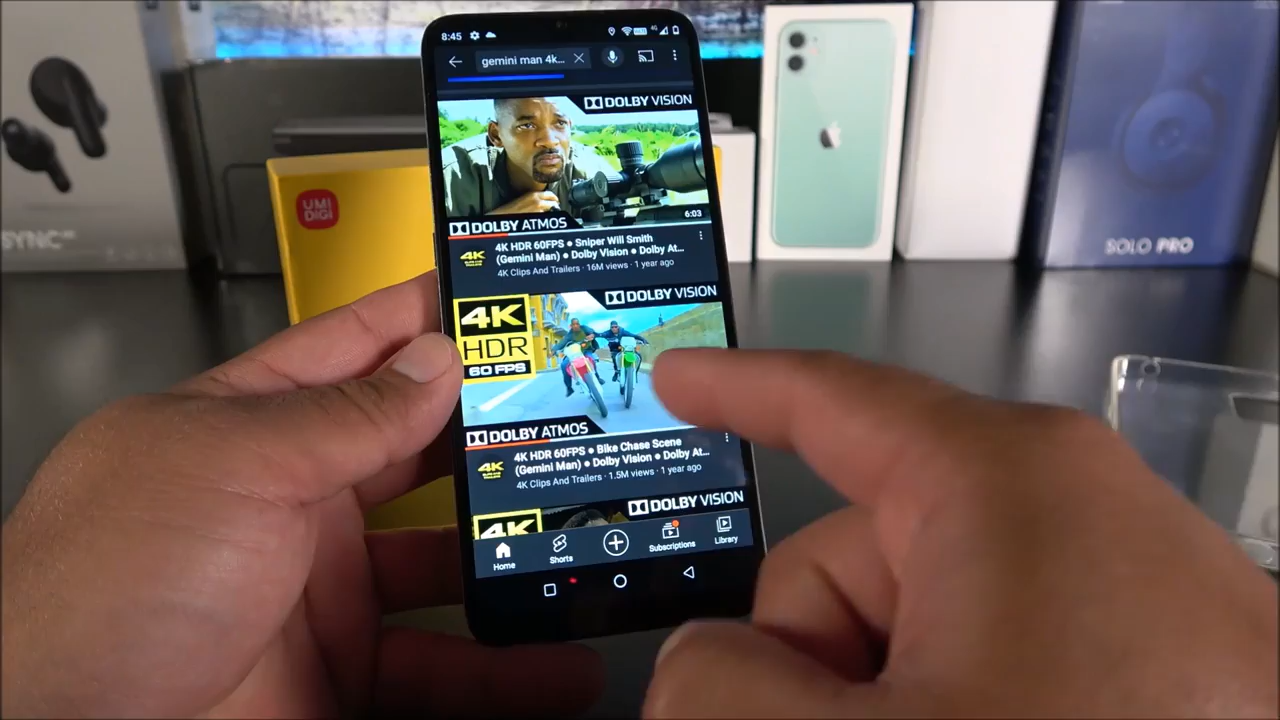 8:45
4G
gemini man 4k...
DOLBY VISION
DOLBY ATMOS
6:03
4K
4K HDR 60FPS ● Sniper Will Smith
(Gemini Man) ● Dolby Vision ● Dolby At...
4K Clips And Trailers · 16M views · 1 year ago
DOLBY VISION
4K
HDR
60 FPS
DOLBY ATMOS
4K
4K HDR 60FPS ● Bike Chase Scene
(Gemini Man) ● Dolby Vision ● Dolby At...
4K Clips And Trailers · 1.5M views · 1 year ago
DOLBY VISION
4K
Home
Shorts
Subscriptions
Library
UMI
DIGI
SYNC
SOLO PRO